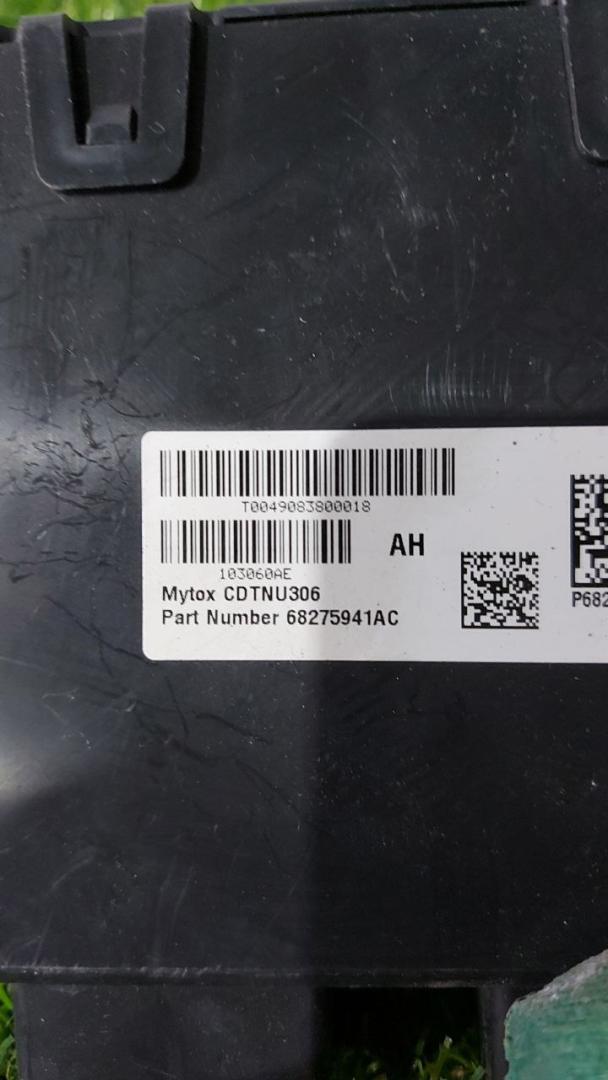 T0049083800018
AH
103060AE
Mytox CDTNU306
Part Number 68275941AC
P682